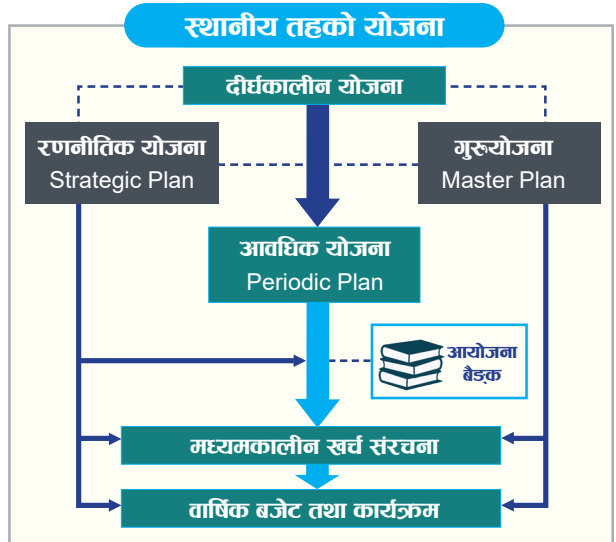 स्थानीय तहको योजना
दीर्घकालीन योजना
रणनीतिक योजना
Strategic Plan
गुरुयोजना
Master Plan
आवधिक योजना
Periodic Plan
आयोजना
बैङ्क
मध्यमकालीन खर्च संरचना
वार्षिक बजेट तथा कार्यक्रम